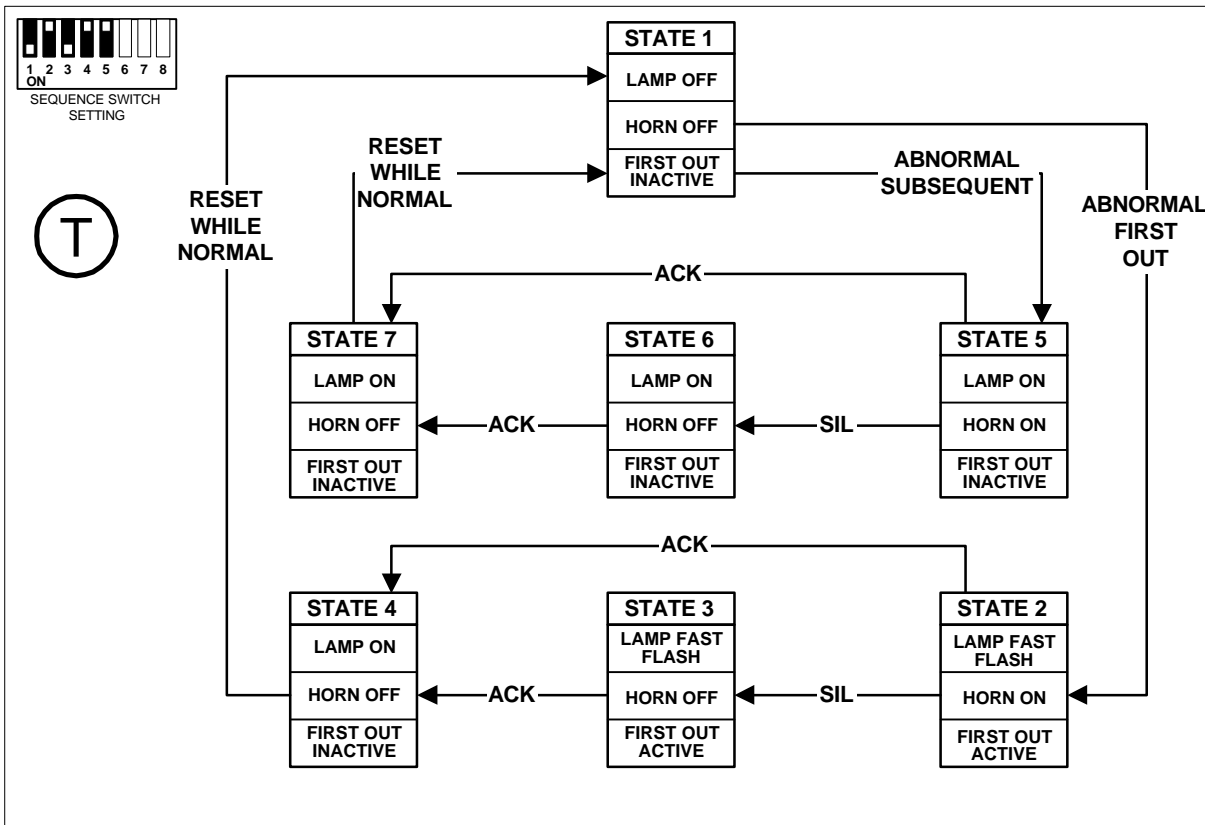 1 2 3 4 5 6 7 8
ON
SEQUENCE SWITCH
SETTING
T
STATE 1
LAMP OFF
HORN OFF
FIRST OUT
INACTIVE
RESET
WHILE
NORMAL
RESET
WHILE
NORMAL
ABNORMAL
SUBSEQUENT
ABNORMAL
FIRST
OUT
ACK
STATE 7
LAMP ON
HORN OFF
FIRST OUT
INACTIVE
ACK
STATE 6
LAMP ON
HORN OFF
FIRST OUT
INACTIVE
SIL
STATE 5
LAMP ON
HORN ON
FIRST OUT
INACTIVE
ACK
STATE 4
LAMP ON
HORN OFF
FIRST OUT
INACTIVE
ACK
STATE 3
LAMP FAST
FLASH
HORN OFF
FIRST OUT
ACTIVE
SIL
STATE 2
LAMP FAST
FLASH
HORN ON
FIRST OUT
ACTIVE